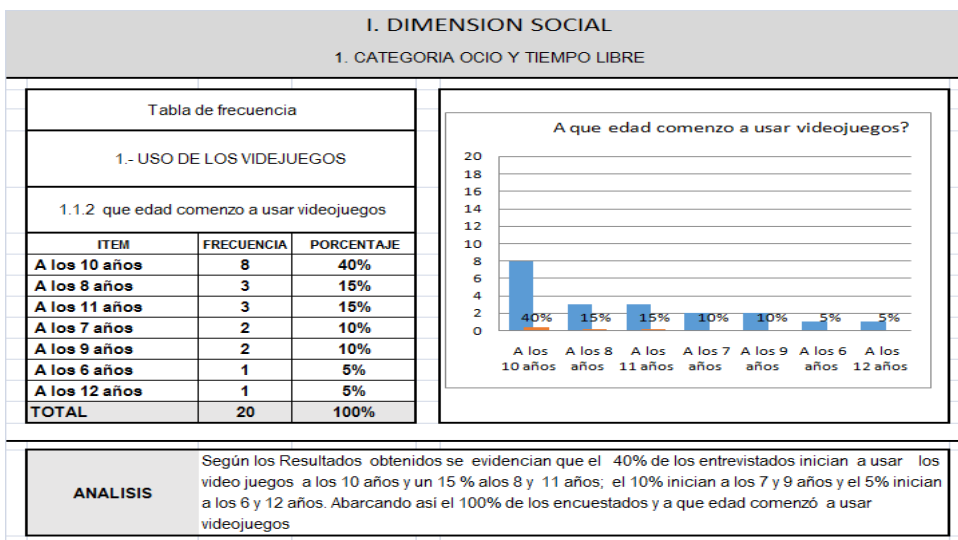 I. DIMENSION SOCIAL
1. CATEGORIA OCIO Y TIEMPO LIBRE
Tabla de frecuencia
1.- USO DE LOS VIDEJUEGOS
1.1.2 que edad comenzo a usar videojuegos
ITEM FRECUENCIA PORCENTAJE
A los 10 años 8 40%
A los 8 años 3 15%
A los 11 años 3 15%
A los 7 años 2 10%
A los 9 años 2 10%
A los 6 años 1 5%
A los 12 años 1 5%
TOTAL 20 100%
A que edad comenzo a usar videojuegos?
20
18
16
14
12
10
8
6
4
2
0
40% 15% 15% 10% 10% 5% 5%
A los A los 8 A los A los 7 A los 9 A los 6 A los
10 años años 11 años años años años 12 años
ANALISIS
Según los Resultados obtenidos se evidencian que el 40% de los entrevistados inician a usar los
video juegos a los 10 años y un 15 % alos 8 y 11 años; el 10% inician a los 7 y 9 años y el 5% inician
a los 6 y 12 años. Abarcando así el 100% de los encuestados y a que edad comenzó a usar
videojuegos